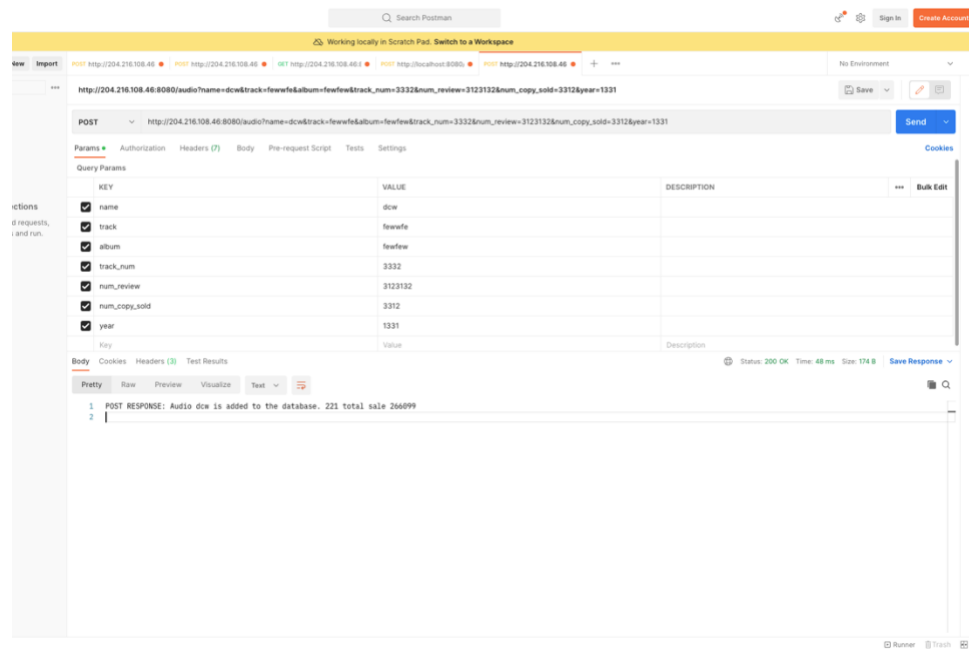 Search Postman
Sign In
Create Account
Working locally in Scratch Pad. Switch to a Workspace
New Import
POST http://204.216.108.46
POST http://204.216.108.46
GET http://204.216.108.46:8
POST http://localhost:8080/
POST http://204.216.108.46
No Environment
http://204.216.108.46:8080/audio?name=dcw&track=fewwfe&album=fewfew&track_num=3332&num_review=3123132&num_copy_sold=3312&year=1331
Save
POST http://204.216.108.46:8080/audio?name=dcw&track=fewwfe&album=fewfew&track_num=3332&num_review=3123132&num_copy_sold=3312&year=1331
Send
Params Authorization Headers (7) Body Pre-request Script Tests Settings Cookies
Query Params
KEY VALUE DESCRIPTION Bulk Edit
name dcw
track fewwfe
album fewfew
track_num 3332
num_review 3123132
num_copy_sold 3312
year 1331
Key Value Description
ctions
d requests,
and run.
Body Cookies Headers (3) Test Results Status: 200 OK Time: 48 ms Size: 174 B Save Response
Pretty Raw Preview Visualize Text
1 POST RESPONSE: Audio dcw is added to the database. 221 total sale 266099
2
Runner Trash